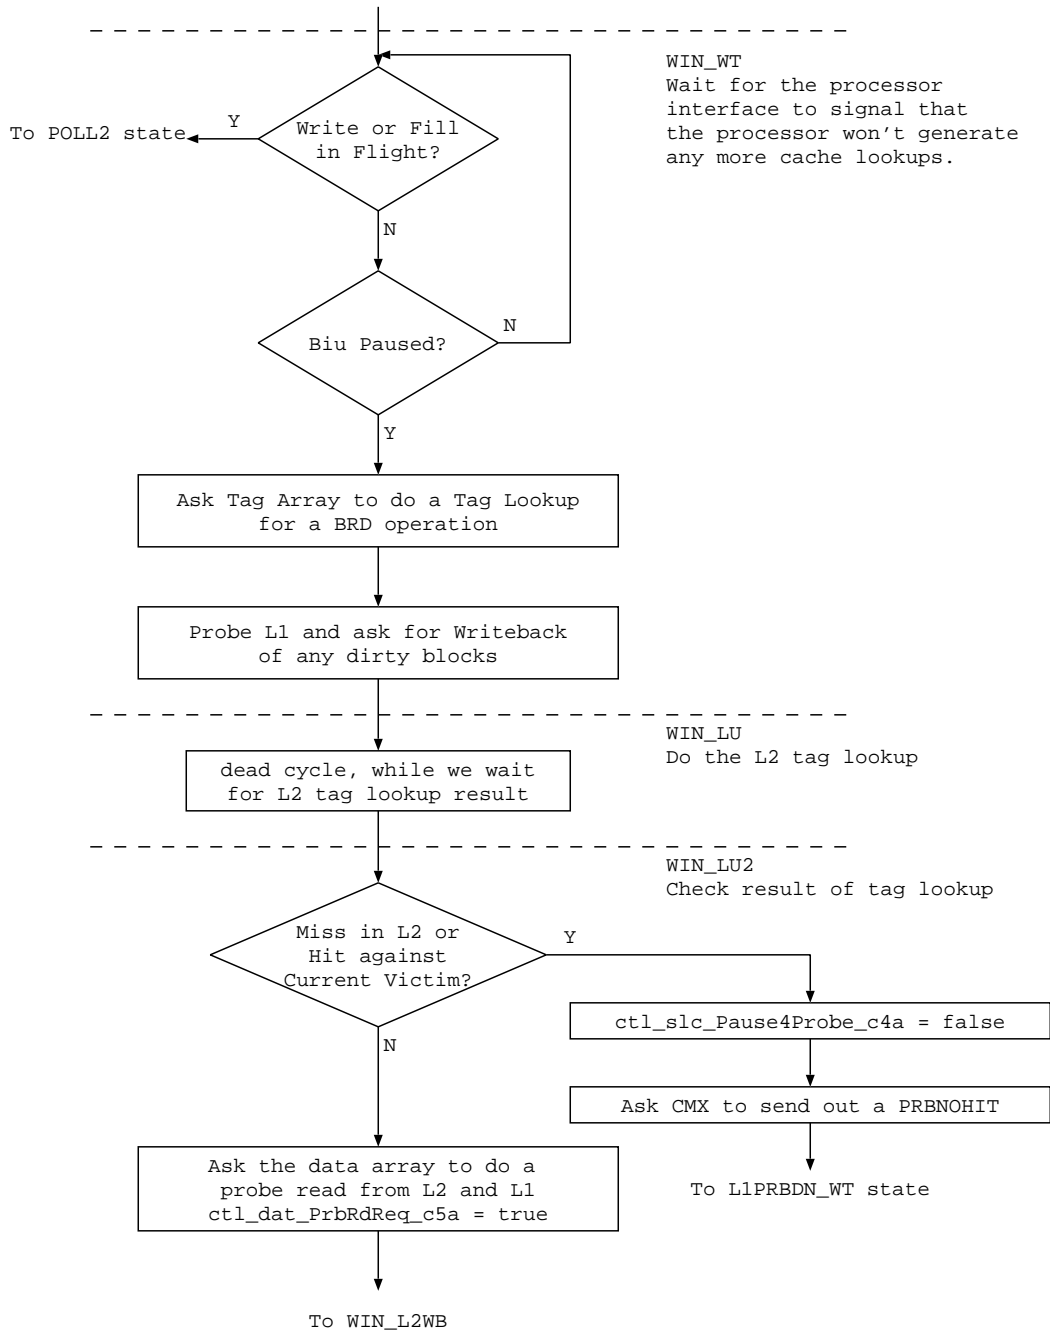 WIN_WT
Wait for the processor
interface to signal that
the processor won't generate
any more cache lookups.
To POLL2 state
Y
Write or Fill
in Flight?
N
Biu Paused?
N
Y
Ask Tag Array to do a Tag Lookup
for a BRD operation
Probe L1 and ask for Writeback
of any dirty blocks
WIN_LU
Do the L2 tag lookup
dead cycle, while we wait
for L2 tag lookup result
WIN_LU2
Check result of tag lookup
Miss in L2 or
Hit against
Current Victim?
Y
N
ctl_slc_Pause4Probe_c4a = false
Ask CMX to send out a PRBNOHIT
To L1PRBDN_WT state
Ask the data array to do a
probe read from L2 and L1
ctl_dat_PrbRdReq_c5a = true
To WIN_L2WB